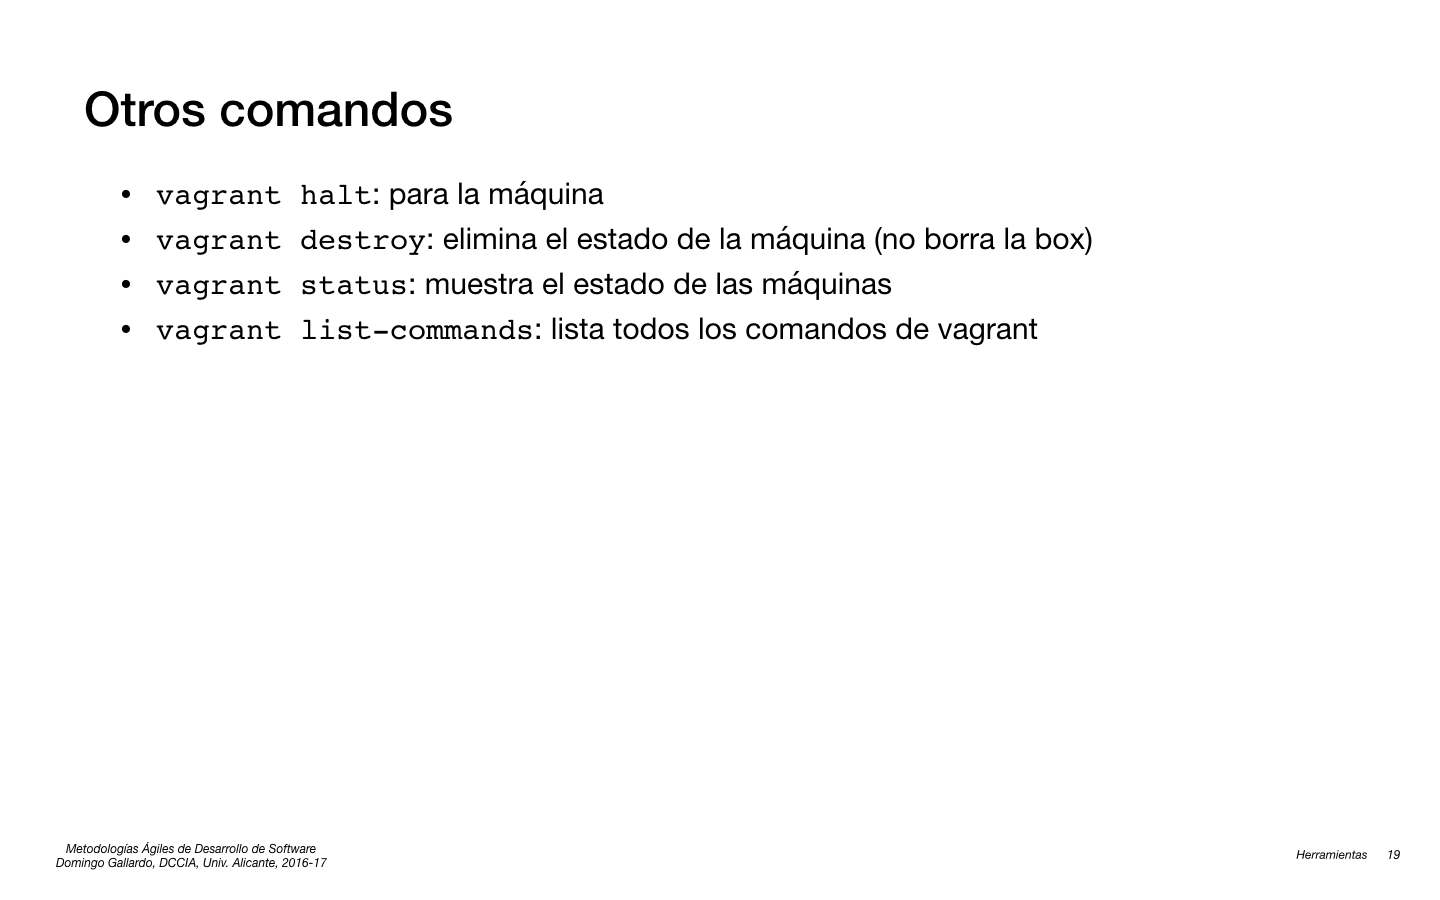 Otros comandos
• vagrant halt: para la máquina
• vagrant destroy: elimina el estado de la máquina (no borra la box)
• vagrant status: muestra el estado de las máquinas
• vagrant list-commands: lista todos los comandos de vagrant
Metodologías Ágiles de Desarrollo de Software
Domingo Gallardo, DCCIA, Univ. Alicante, 2016-17
Herramientas 19